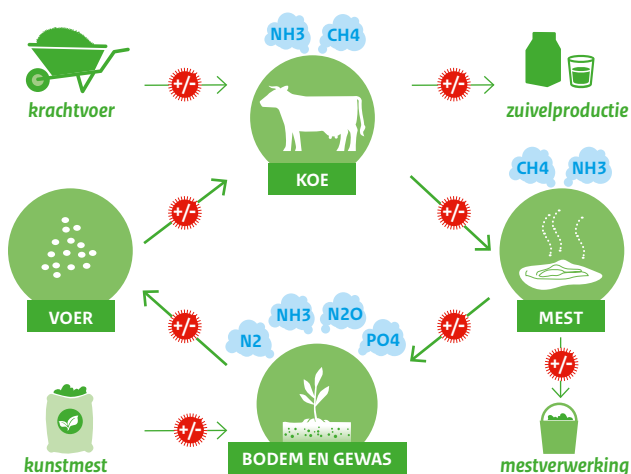 NH3 CH4
krachtvoer +/- +/- zuivelproductie
KOE
CH4 NH3
+/- +/-
VOER MEST
NH3 N2O
N2 PO4
+/- +/-
+/-
kunstmest +/- BODEM EN GEWAS mestverwerking